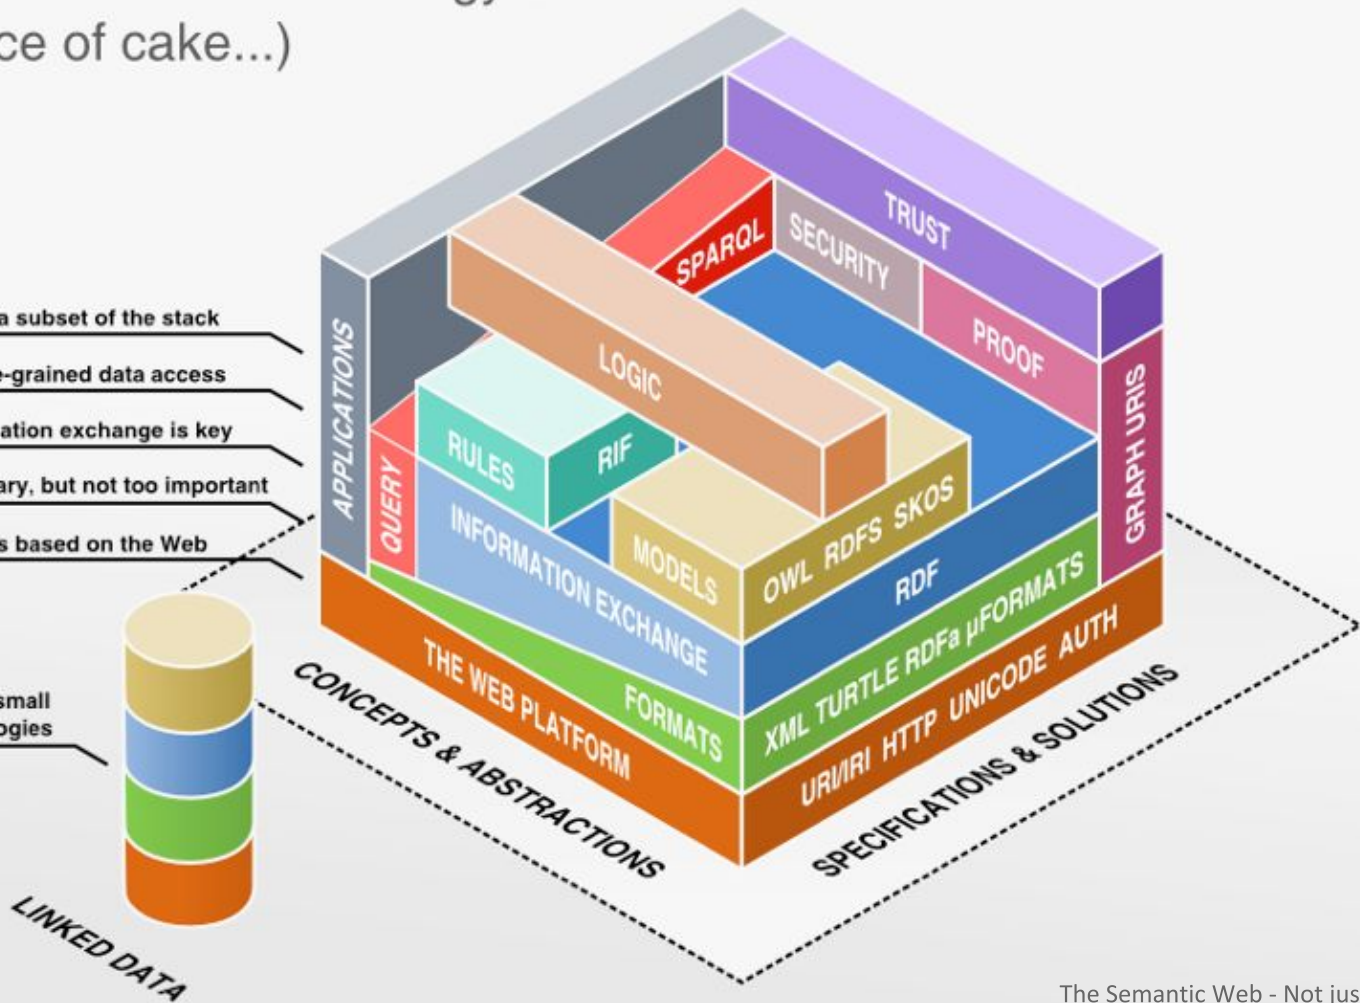 ce of cake...)
a subset of the stack
e-grained data access
ation exchange is key
ary, but not too important
s based on the Web
small
ogies
APPLICATIONS
QUERY
RULES
RIF
LOGIC
SPARQL
SECURITY
TRUST
PROOF
GRAPH URIS
INFORMATION EXCHANGE
MODELS
OWL RDFS SKOS
RDF
FORMATS
XML TURTLE RDFa μFORMATS
THE WEB PLATFORM
URI/IRI HTTP UNICODE AUTH
CONCEPTS & ABSTRACTIONS
SPECIFICATIONS & SOLUTIONS
LINKED DATA
The Semantic Web - Not jus